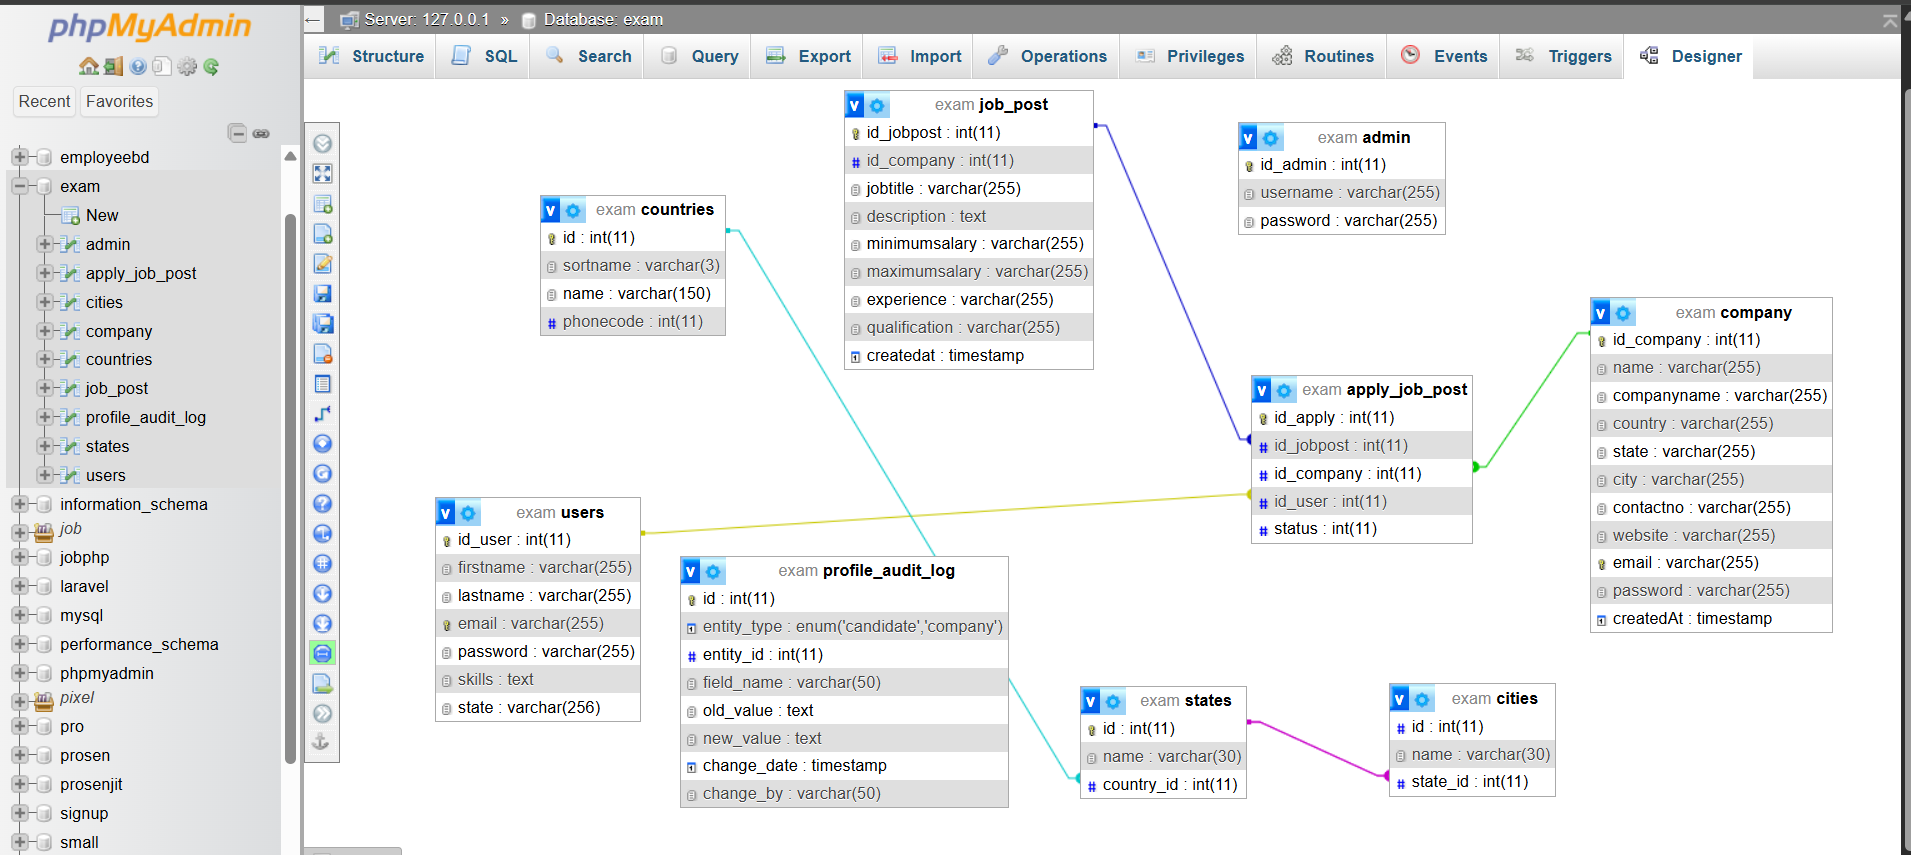 phpMyAdmin
Recent
Favorites
employeebd
exam
New
admin
apply_job_post
cities
company
countries
job_post
profile_audit_log
states
users
information_schema
job
jobphp
laravel
mysql
performance_schema
phpmyadmin
pixel
pro
prosen
prosenjit
signup
small
Server: 127.0.0.1 » Database: exam
Structure
SQL
Search
Query
Export
Import
Operations
Privileges
Routines
Events
Triggers
Designer
v exam job_post
id_jobpost : int(11)
# id_company : int(11)
jobtitle : varchar(255)
description : text
minimumsalary : varchar(255)
maximumsalary : varchar(255)
experience : varchar(255)
qualification : varchar(255)
createdat : timestamp
v exam admin
id_admin : int(11)
username : varchar(255)
password : varchar(255)
v exam countries
id : int(11)
sortname : varchar(3)
name : varchar(150)
# phonecode : int(11)
v exam company
id_company : int(11)
name : varchar(255)
companyname : varchar(255)
country : varchar(255)
state : varchar(255)
city : varchar(255)
contactno : varchar(255)
website : varchar(255)
email : varchar(255)
password : varchar(255)
createdAt : timestamp
v exam apply_job_post
id_apply : int(11)
# id_jobpost : int(11)
# id_company : int(11)
# id_user : int(11)
# status : int(11)
v exam users
id_user : int(11)
firstname : varchar(255)
lastname : varchar(255)
email : varchar(255)
password : varchar(255)
skills : text
state : varchar(256)
v exam profile_audit_log
id : int(11)
entity_type : enum('candidate','company')
# entity_id : int(11)
field_name : varchar(50)
old_value : text
new_value : text
change_date : timestamp
change_by : varchar(50)
v exam states
id : int(11)
name : varchar(30)
# country_id : int(11)
v exam cities
# id : int(11)
name : varchar(30)
# state_id : int(11)